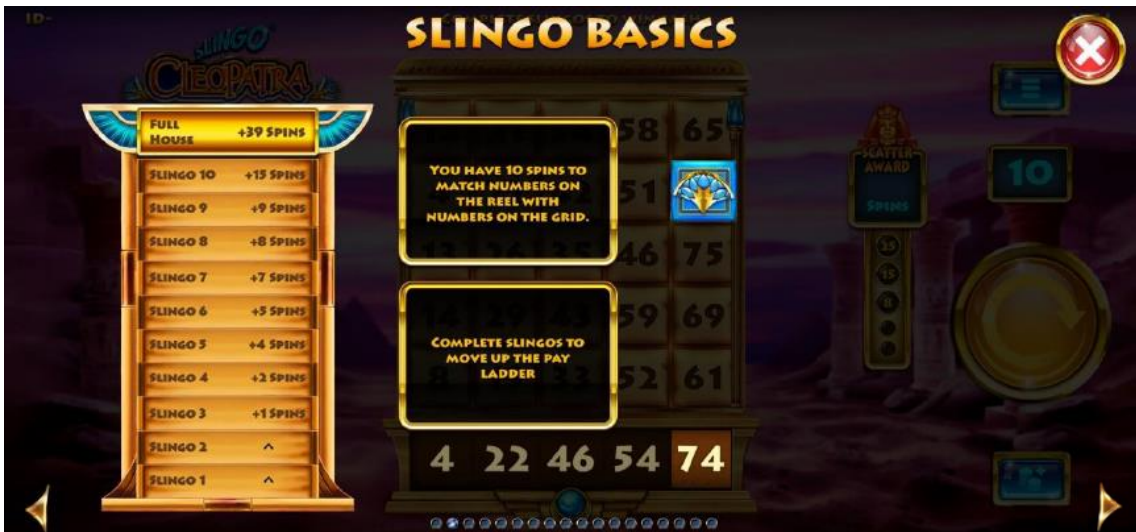 ID-
SLINGO BASICS
SLINGO
CLEOPATRA
FULL HOUSE +39 SPINS
SLINGO 10 +15 SPINS
SLINGO 9 +9 SPINS
SLINGO 8 +8 SPINS
SLINGO 7 +7 SPINS
SLINGO 6 +5 SPINS
SLINGO 5 +4 SPINS
SLINGO 4 +2 SPINS
SLINGO 3 +1 SPINS
SLINGO 2 ^
SLINGO 1 ^
YOU HAVE 10 SPINS TO
MATCH NUMBERS ON
THE REEL WITH
NUMBERS ON THE GRID.
COMPLETE SLINGOS TO
MOVE UP THE PAY
LADDER
58 65
51
46 75
59 69
52 61
4 22 46 54 74
SCATTER
AWARD
SPINS
25
15
8
10